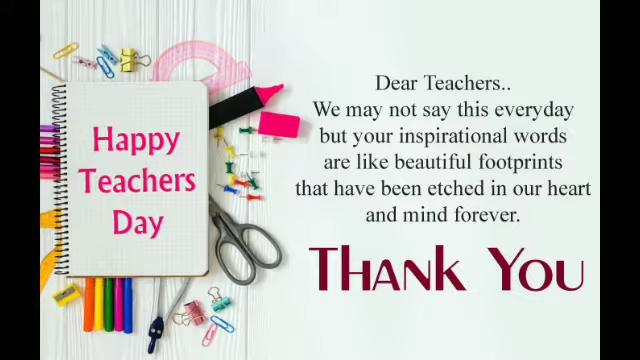 Happy
Teachers
Day
Dear Teachers..
We may not say this everyday
but your inspirational words
are like beautiful footprints
that have been etched in our heart
and mind forever.
THANK YOU